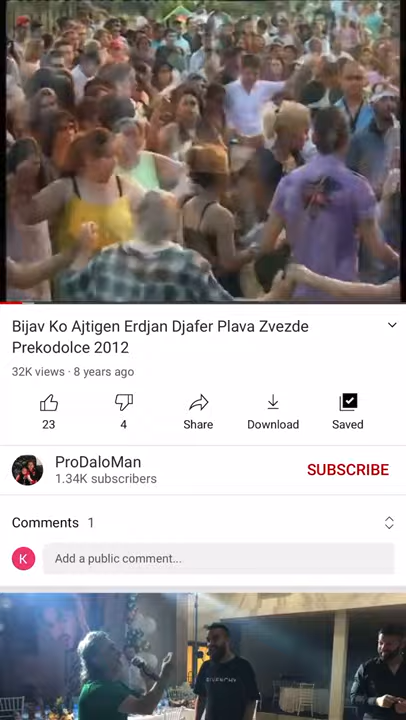 Bijav Ko Ajtigen Erdjan Djafer Plava Zvezde
Prekodolce 2012
32K views · 8 years ago
23
4
Share
Download
Saved
ProDaloMan
1.34K subscribers
SUBSCRIBE
Comments 1
K
Add a public comment...
GIVENCHY